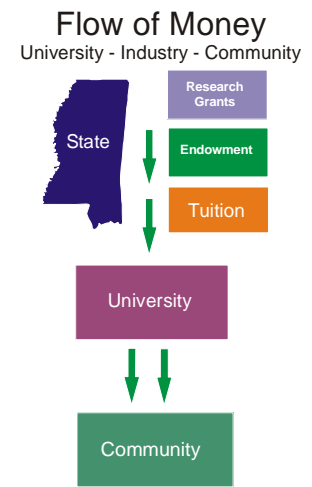 Flow of Money
University - Industry - Community
State
Research
Grants
Endowment
Tuition
University
Community